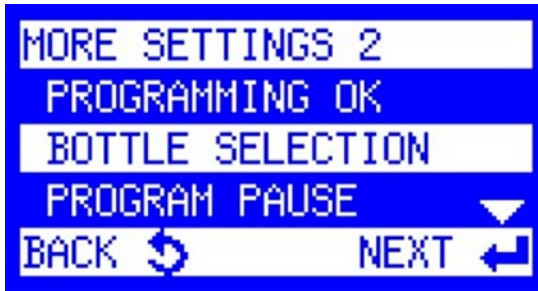 MORE SETTINGS 2
PROGRAMMING OK
BOTTLE SELECTION
PROGRAM PAUSE
BACK NEXT